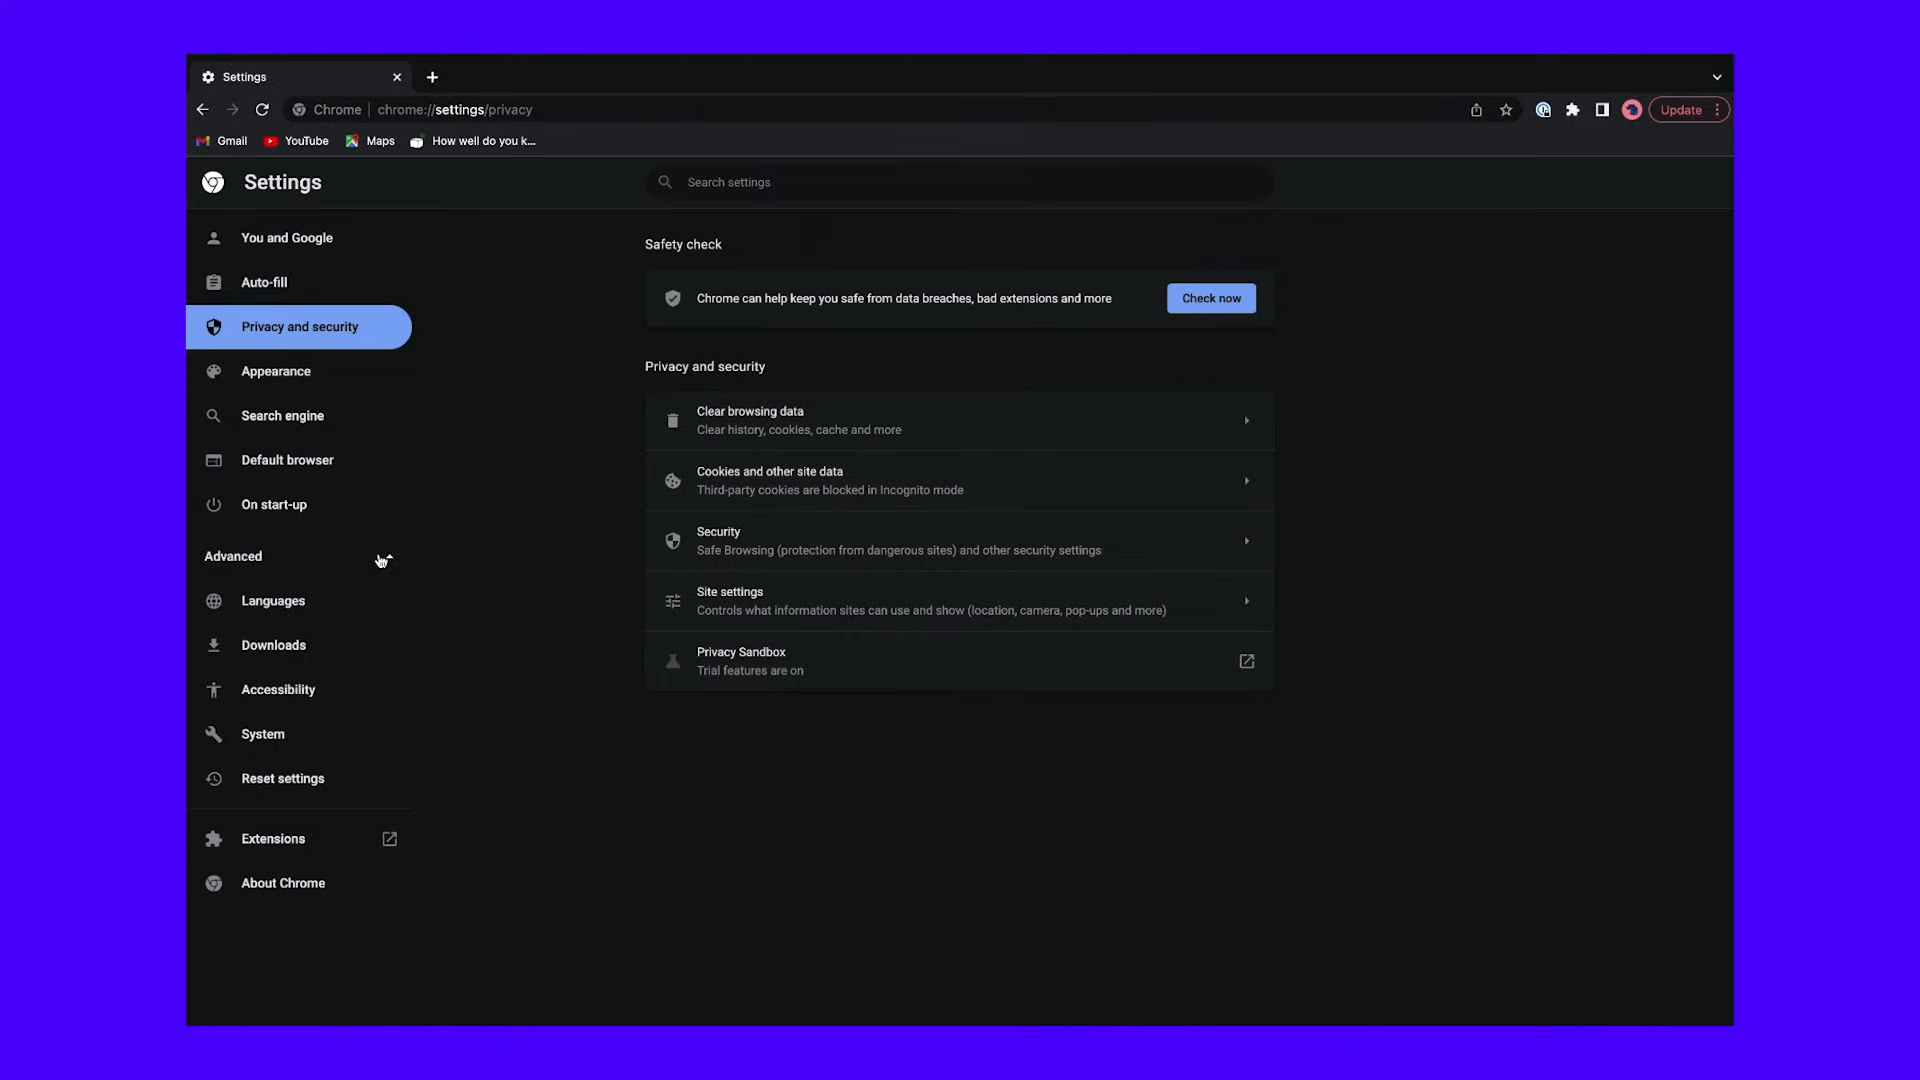 Settings
Chrome | chrome://settings/privacy
Update
Gmail YouTube Maps How well do you k...
Settings
Search settings
You and Google
Auto-fill
Privacy and security
Appearance
Search engine
Default browser
On start-up
Advanced
Languages
Downloads
Accessibility
System
Reset settings
Extensions
About Chrome
Safety check
Chrome can help keep you safe from data breaches, bad extensions and more
Check now
Privacy and security
Clear browsing data
Clear history, cookies, cache and more
Cookies and other site data
Third-party cookies are blocked in Incognito mode
Security
Safe Browsing (protection from dangerous sites) and other security settings
Site settings
Controls what information sites can use and show (location, camera, pop-ups and more)
Privacy Sandbox
Trial features are on